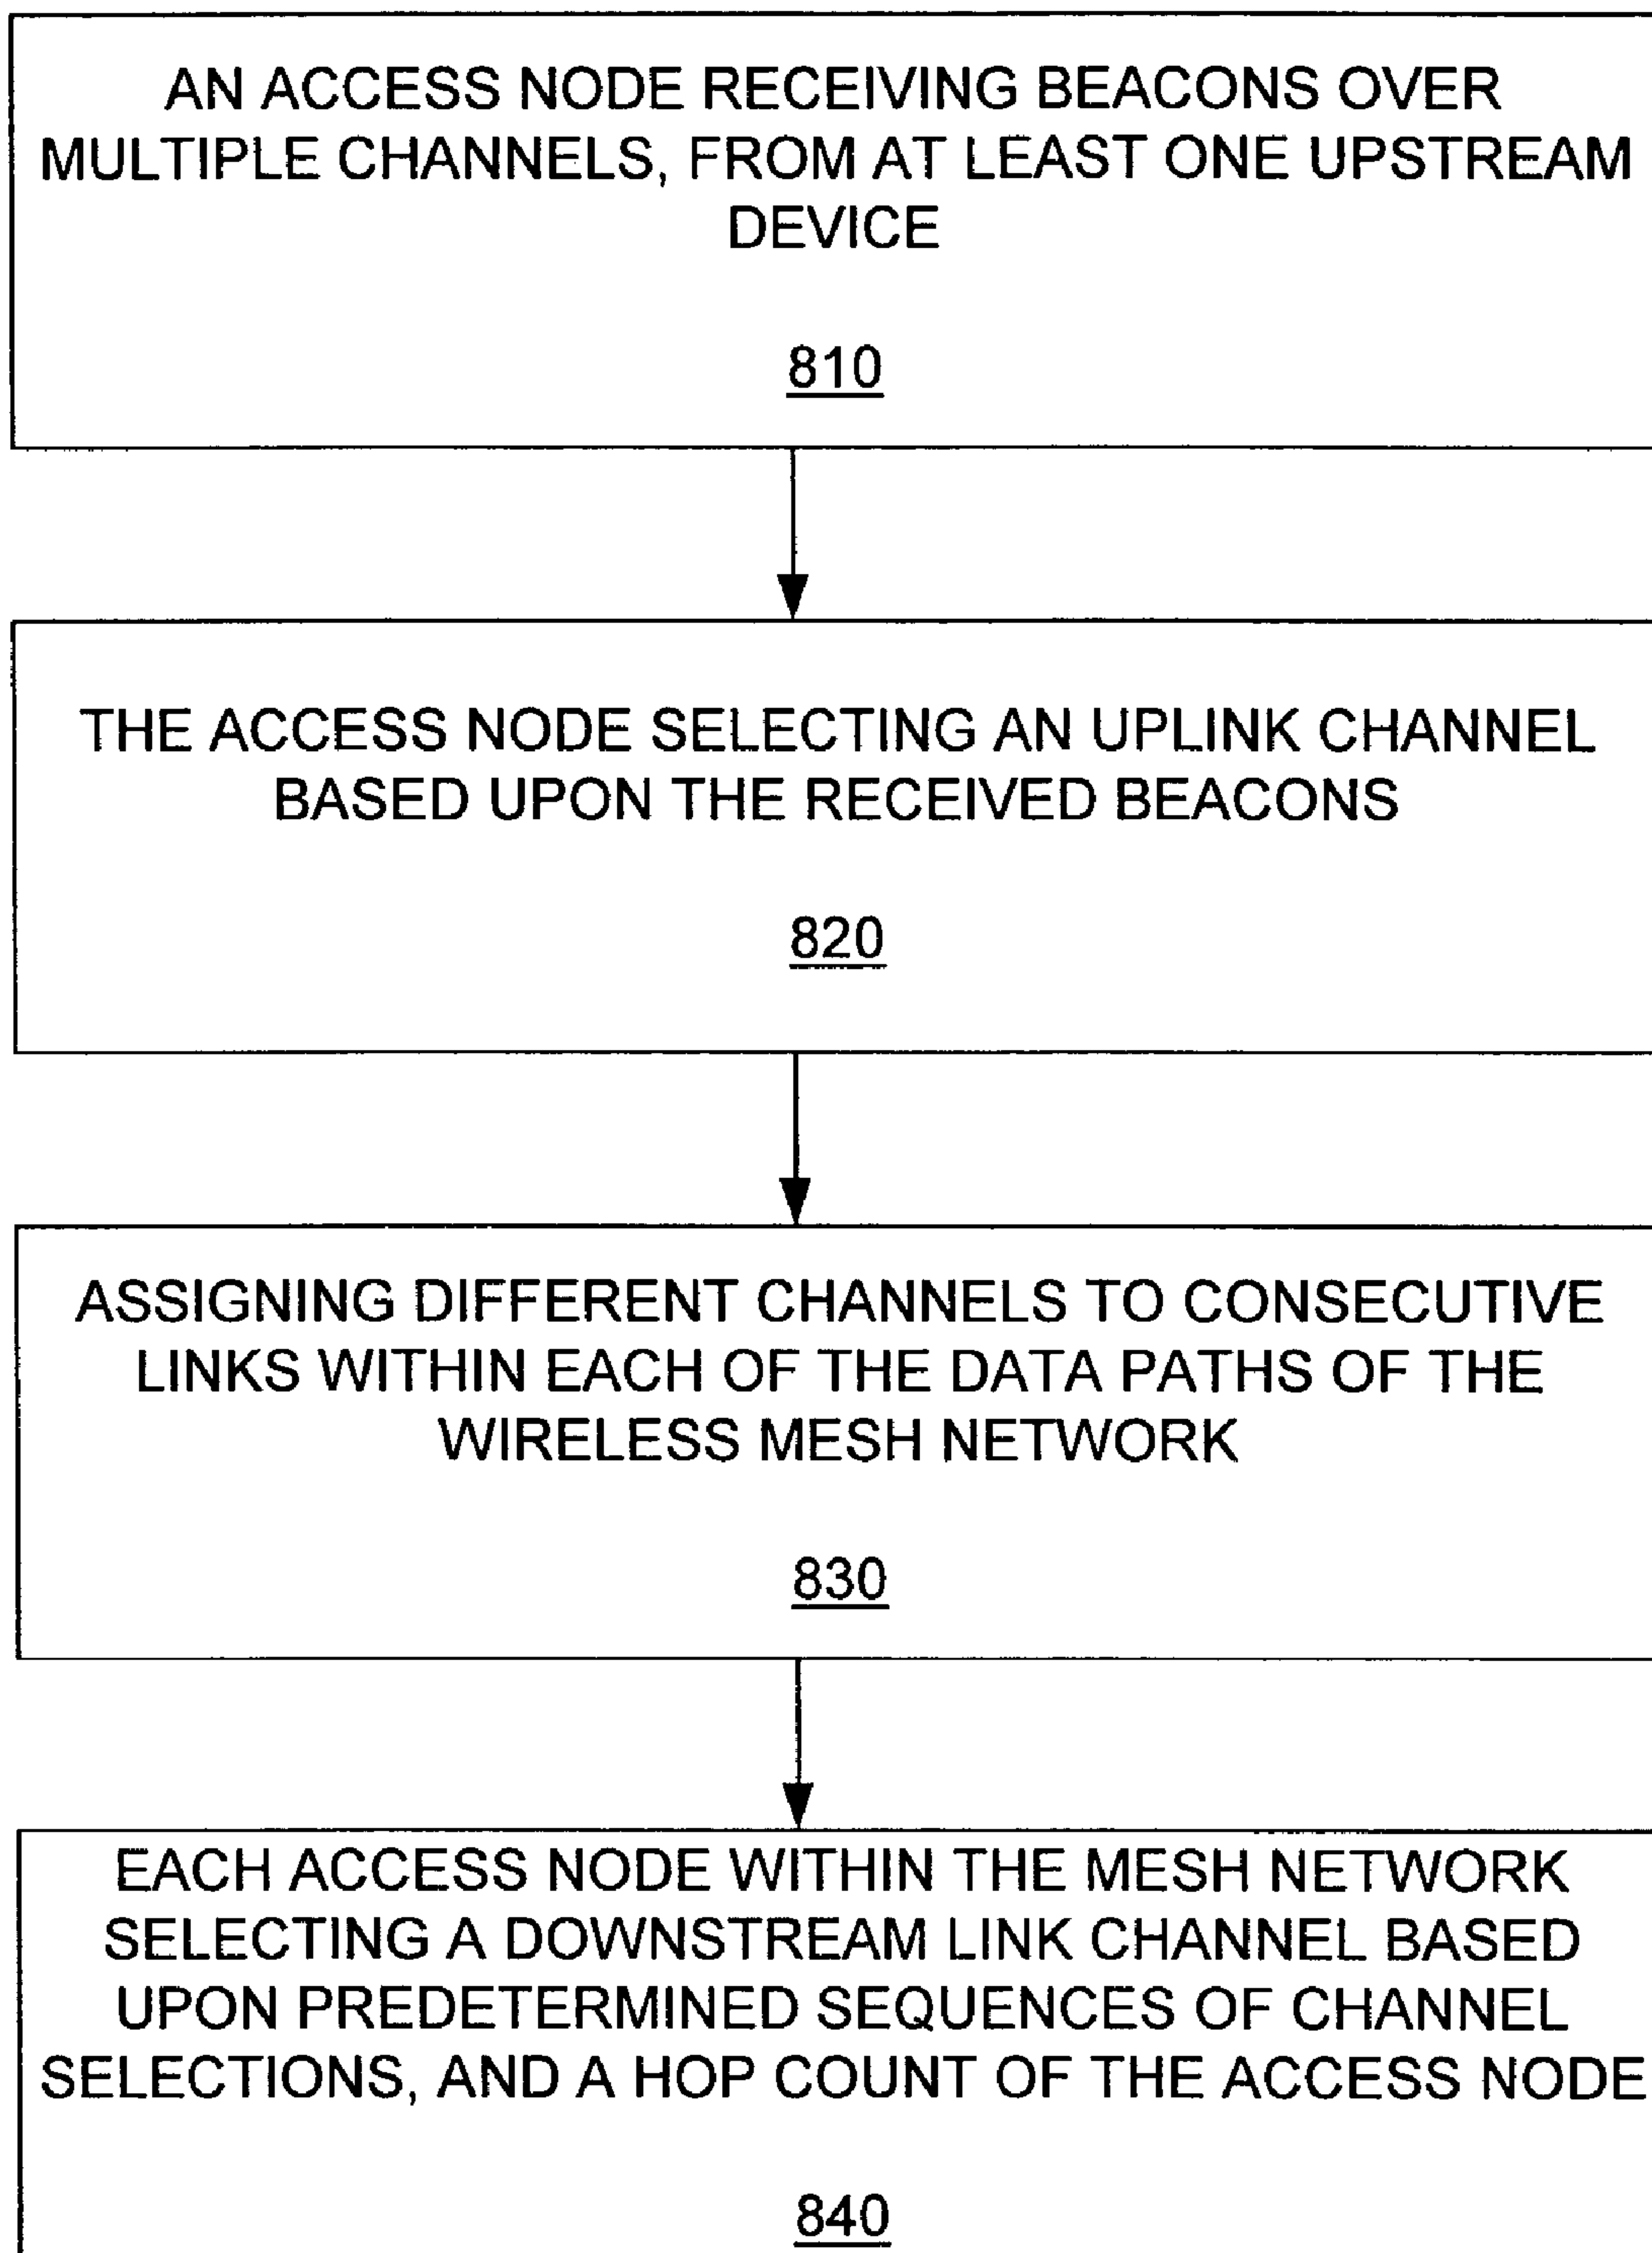 AN ACCESS NODE RECEIVING BEACONS OVER
MULTIPLE CHANNELS, FROM AT LEAST ONE UPSTREAM
DEVICE
810
THE ACCESS NODE SELECTING AN UPLINK CHANNEL
BASED UPON THE RECEIVED BEACONS
820
ASSIGNING DIFFERENT CHANNELS TO CONSECUTIVE
LINKS WITHIN EACH OF THE DATA PATHS OF THE
WIRELESS MESH NETWORK
830
EACH ACCESS NODE WITHIN THE MESH NETWORK
SELECTING A DOWNSTREAM LINK CHANNEL BASED
UPON PREDETERMINED SEQUENCES OF CHANNEL
SELECTIONS, AND A HOP COUNT OF THE ACCESS NODE
840